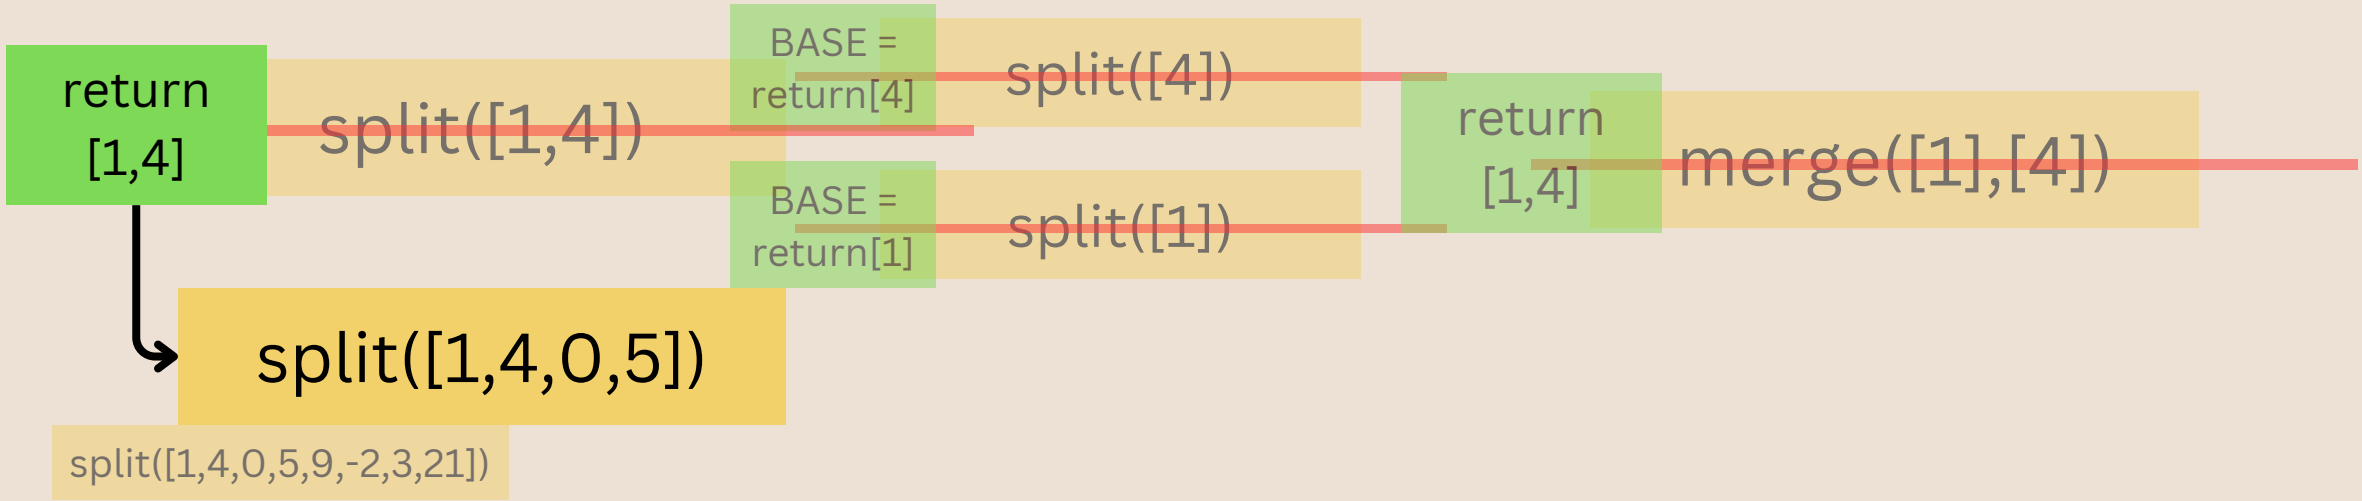 return
[1,4]
split([1,4])
BASE =
return[4]
split([4])
BASE =
return[1]
split([1])
return
[1,4]
merge([1],[4])
split([1,4,0,5])
split([1,4,0,5,9,-2,3,21])